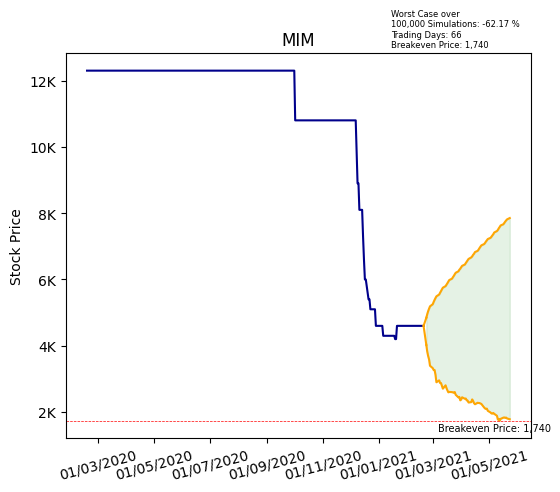 Worst Case over
100,000 Simulations: -62.17 %
Trading Days: 66
Breakeven Price: 1,740
MIM
Stock Price
12K
10K
8K
6K
4K
2K
Breakeven Price: 1,740
01/03/2020 01/05/2020 01/07/2020 01/09/2020 01/11/2020 01/01/2021 01/03/2021 01/05/2021